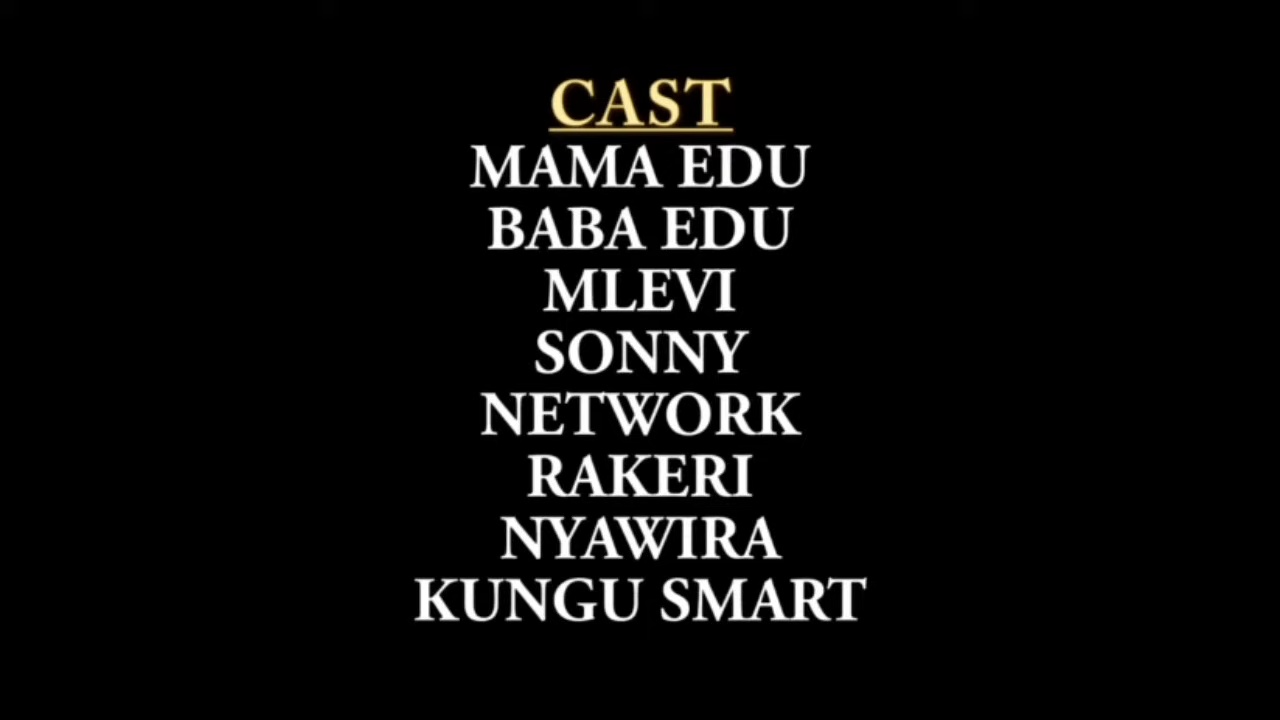 CAST
MAMA EDU
BABA EDU
MLEVI
SONNY
NETWORK
RAKERI
NYAWIRA
KUNGU SMART